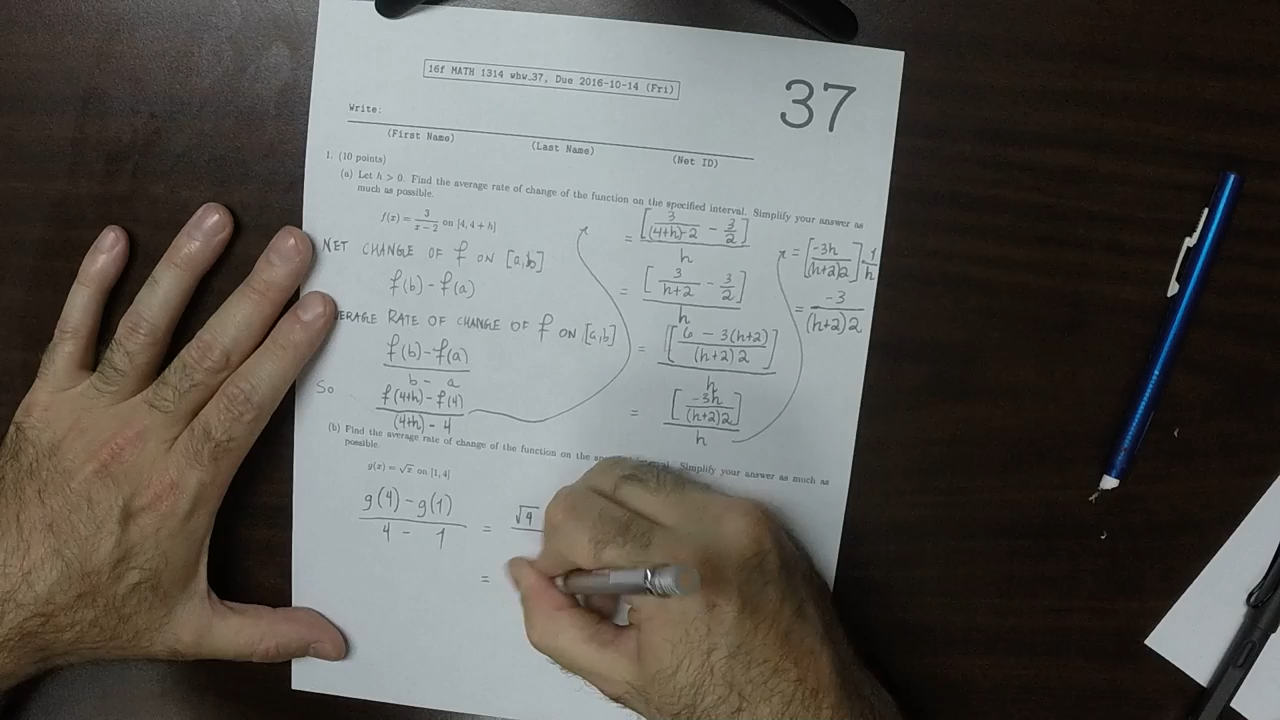 16f MATH 1314 whw_37, Due 2016-10-14 (Fri)
37
Write:
(First Name) (Last Name) (Net ID)
1. (10 points)
(a) Let h > 0. Find the average rate of change of the function on the specified interval. Simplify your answer as
much as possible.
f(x) = 3/(x − 2) on [4, 4 + h]
NET CHANGE OF f ON [a,b]
f(b) - f(a)
AVERAGE RATE OF CHANGE OF f ON [a,b]
(f(b) - f(a))/(b - a)
So (f(4+h) - f(4))/((4+h) - 4)
= [3/((4+h)-2) - 3/2]/h
= [3/(h+2) - 3/2]/h
= [(6 - 3(h+2))/((h+2)2)]/h
= [-3h/((h+2)2)]/h
= [-3h/((h+2)2)] · 1/h
= -3/((h+2)2)
(b) Find the average rate of change of the function on the interval. Simplify your answer as much as
possible.
g(x) = √x on [1, 4]
(g(4) - g(1))/(4 - 1) = √4
=